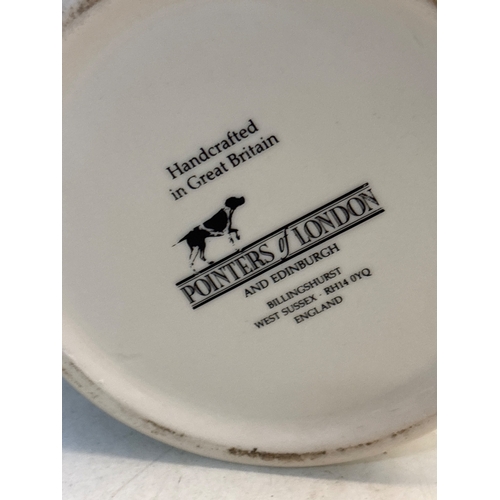 Handcrafted
in Great Britain
POINTERS of LONDON
AND EDINBURGH
BILLINGSHURST
WEST SUSSEX · RH14 0YQ
ENGLAND